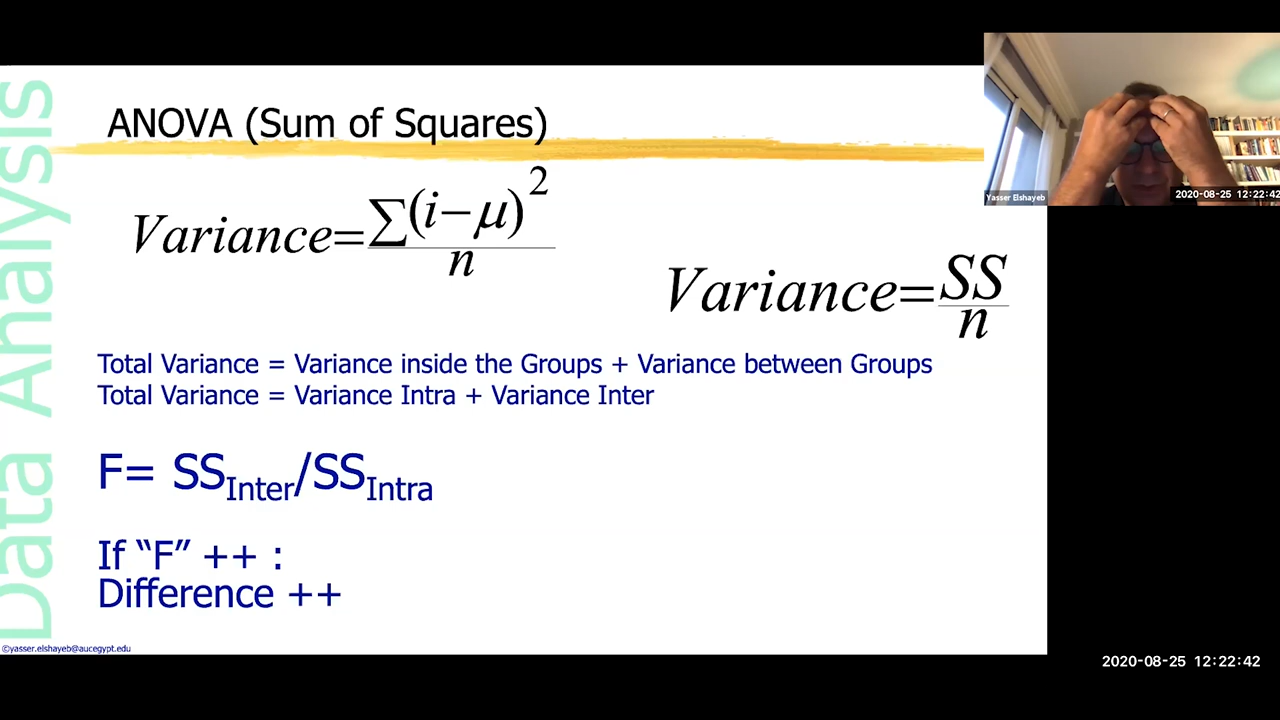 Data Analysis
ANOVA (Sum of Squares)
Variance=∑(i−μ)²/n
Variance=SS/n
Total Variance = Variance inside the Groups + Variance between Groups
Total Variance = Variance Intra + Variance Inter
F= SSInter/SSIntra
If “F” ++ :
Difference ++
©yasser.elshayeb@aucegypt.edu
Yasser Elshayeb
2020-08-25 12:22:42
2020-08-25 12:22:42